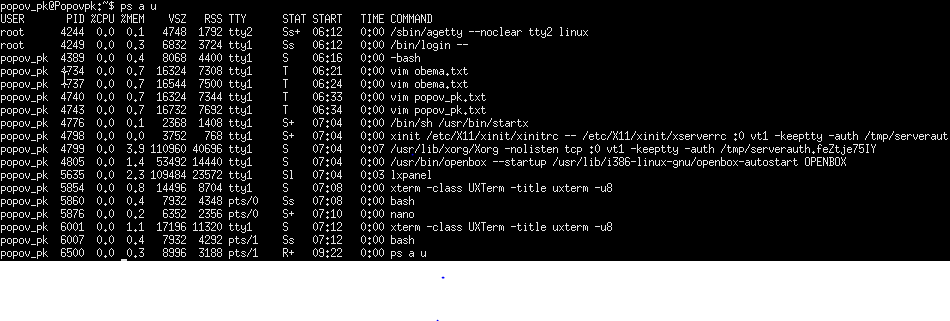 popov_pk@Popovpk:~$ ps a u
USER PID %CPU %MEM VSZ RSS TTY STAT START TIME COMMAND
root 4244 0.0 0.1 4748 1792 tty2 Ss+ 06:12 0:00 /sbin/agetty --noclear tty2 linux
root 4249 0.0 0.3 6832 3724 tty1 Ss 06:12 0:00 /bin/login --
popov_pk 4389 0.0 0.4 8068 4400 tty1 S 06:16 0:00 -bash
popov_pk 4734 0.0 0.7 16324 7308 tty1 T 06:21 0:00 vim obema.txt
popov_pk 4737 0.0 0.7 16544 7500 tty1 T 06:24 0:00 vim obema.txt
popov_pk 4740 0.0 0.7 16324 7344 tty1 T 06:33 0:00 vim popov_pk.txt
popov_pk 4743 0.0 0.7 16732 7692 tty1 T 06:34 0:00 vim popov_pk.txt
popov_pk 4776 0.0 0.1 2368 1408 tty1 S+ 07:04 0:00 /bin/sh /usr/bin/startx
popov_pk 4798 0.0 0.0 3752 768 tty1 S+ 07:04 0:00 xinit /etc/X11/xinit/xinitrc -- /etc/X11/xinit/xserverrc :0 vt1 -keeptty -auth /tmp/serveraut
popov_pk 4799 0.0 3.9 110960 40696 tty1 S 07:04 0:07 /usr/lib/xorg/Xorg -nolisten tcp :0 vt1 -keeptty -auth /tmp/serverauth.feZtje75IY
popov_pk 4805 0.0 1.4 53492 14440 tty1 S 07:04 0:00 /usr/bin/openbox --startup /usr/lib/i386-linux-gnu/openbox-autostart OPENBOX
popov_pk 5635 0.0 2.3 109484 23572 tty1 Sl 07:04 0:03 lxpanel
popov_pk 5854 0.0 0.8 14496 8704 tty1 S 07:08 0:00 xterm -class UXTerm -title uxterm -u8
popov_pk 5860 0.0 0.4 7932 4348 pts/0 Ss 07:08 0:00 bash
popov_pk 5876 0.0 0.2 6352 2356 pts/0 S+ 07:10 0:00 nano
popov_pk 6001 0.0 1.1 17196 11320 tty1 S 07:12 0:00 xterm -class UXTerm -title uxterm -u8
popov_pk 6007 0.0 0.4 7932 4292 pts/1 Ss 07:12 0:00 bash
popov_pk 6500 0.0 0.3 8996 3188 pts/1 R+ 09:22 0:00 ps a u